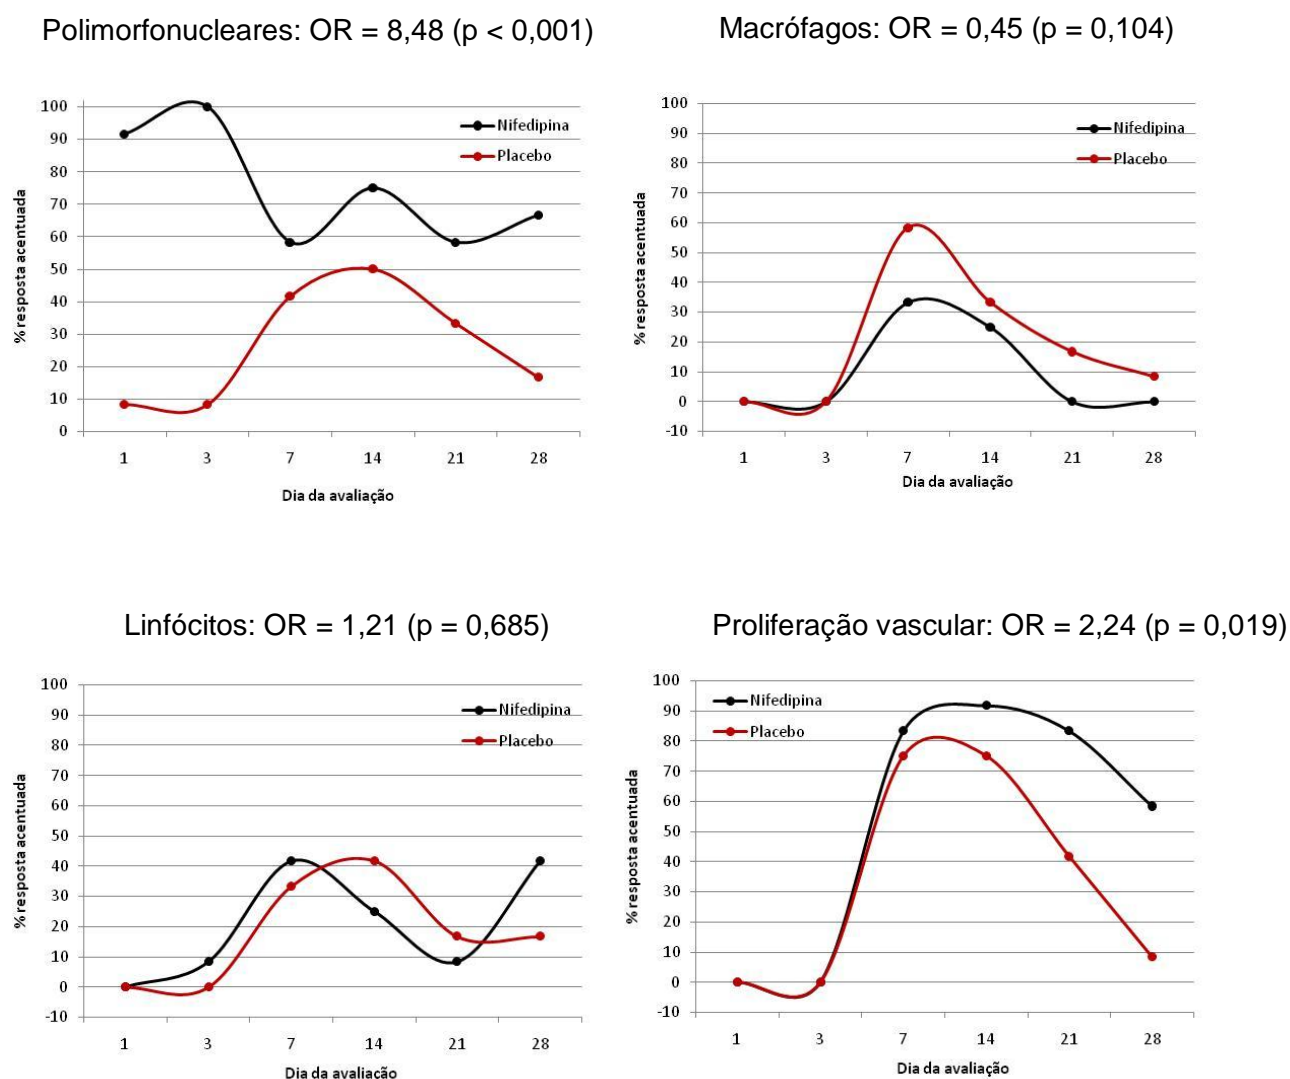 Polimorfonucleares: OR = 8,48 (p < 0,001)
Macrófagos: OR = 0,45 (p = 0,104)
% resposta acentuada
100
90
80
70
60
50
40
30
20
10
0
Nifedipina
Placebo
1 3 7 14 21 28
Dia da avaliação
% resposta acentuada
100
90
80
70
60
50
40
30
20
10
0
-10
Nifedipina
Placebo
1 3 7 14 21 28
Dia da avaliação
Linfócitos: OR = 1,21 (p = 0,685)
Proliferação vascular: OR = 2,24 (p = 0,019)
% resposta acentuada
100
90
80
70
60
50
40
30
20
10
0
-10
Nifedipina
Placebo
1 3 7 14 21 28
Dia da avaliação
% resposta acentuada
100
90
80
70
60
50
40
30
20
10
0
-10
Nifedipina
Placebo
1 3 7 14 21 28
Dia da avaliação